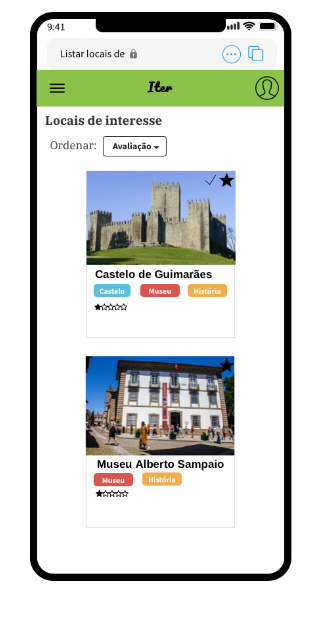 9:41
Listar locais de
Iter
Locais de interesse
Ordenar: Avaliação
Castelo de Guimarães
Castelo Museu História
Museu Alberto Sampaio
Museu História